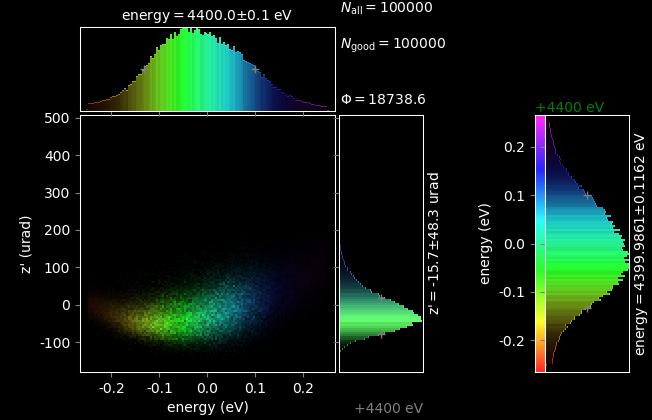 energy = 4400.0±0.1 eV
N_all = 100000
N_good = 100000
Φ = 18738.6
500
400
300
200
100
0
-100
z' (urad)
-0.2
-0.1
0.0
0.1
0.2
energy (eV)
z' = -15.7±48.3 urad
+4400 eV
+4400 eV
0.2
0.1
0.0
-0.1
-0.2
energy (eV)
energy = 4399.9861±0.1162 eV